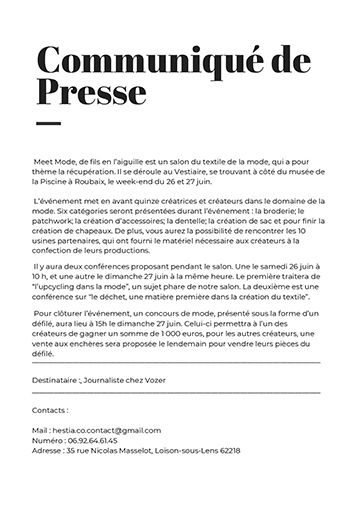 Communiqué de
Presse
Meet Mode, de fils en l'aiguille est un salon du textile de la mode, qui a pour
thème la récupération. Il se déroule au Vestiaire, se trouvant à côté du musée de
la Piscine à Roubaix, le week-end du 26 et 27 juin.
L'événement met en avant quinze créatrices et créateurs dans le domaine de la
mode. Six catégories seront présentées durant l'événement : la broderie; le
patchwork; la création d'accessoires; la dentelle; la création de sac et pour finir la
création de chapeaux. De plus, vous aurez la possibilité de rencontrer les 10
usines partenaires, qui ont fourni le matériel nécessaire aux créateurs à la
confection de leurs productions.
Il y aura deux conférences proposant pendant le salon. Une le samedi 26 juin à
10 h, et une autre le dimanche 27 juin à la même heure. Le première traitera de
"l'upcycling dans la mode", un sujet phare de notre salon. La deuxième est une
conférence sur "le déchet, une matière première dans la création du textile".
Pour clôturer l'événement, un concours de mode, présenté sous la forme d'un
défilé, aura lieu à 15h le dimanche 27 juin. Celui-ci permettra à l'un des
créateurs de gagner un somme de 1 000 euros, pour les autres créateurs, une
vente aux enchères sera proposée le lendemain pour vendre leurs pièces du
défilé.
Destinataire :, Journaliste chez Vozer
Contacts :
Mail : hestia.co.contact@gmail.com
Numéro : 06.92.64.61.45
Adresse : 35 rue Nicolas Masselot, Loison-sous-Lens 62218